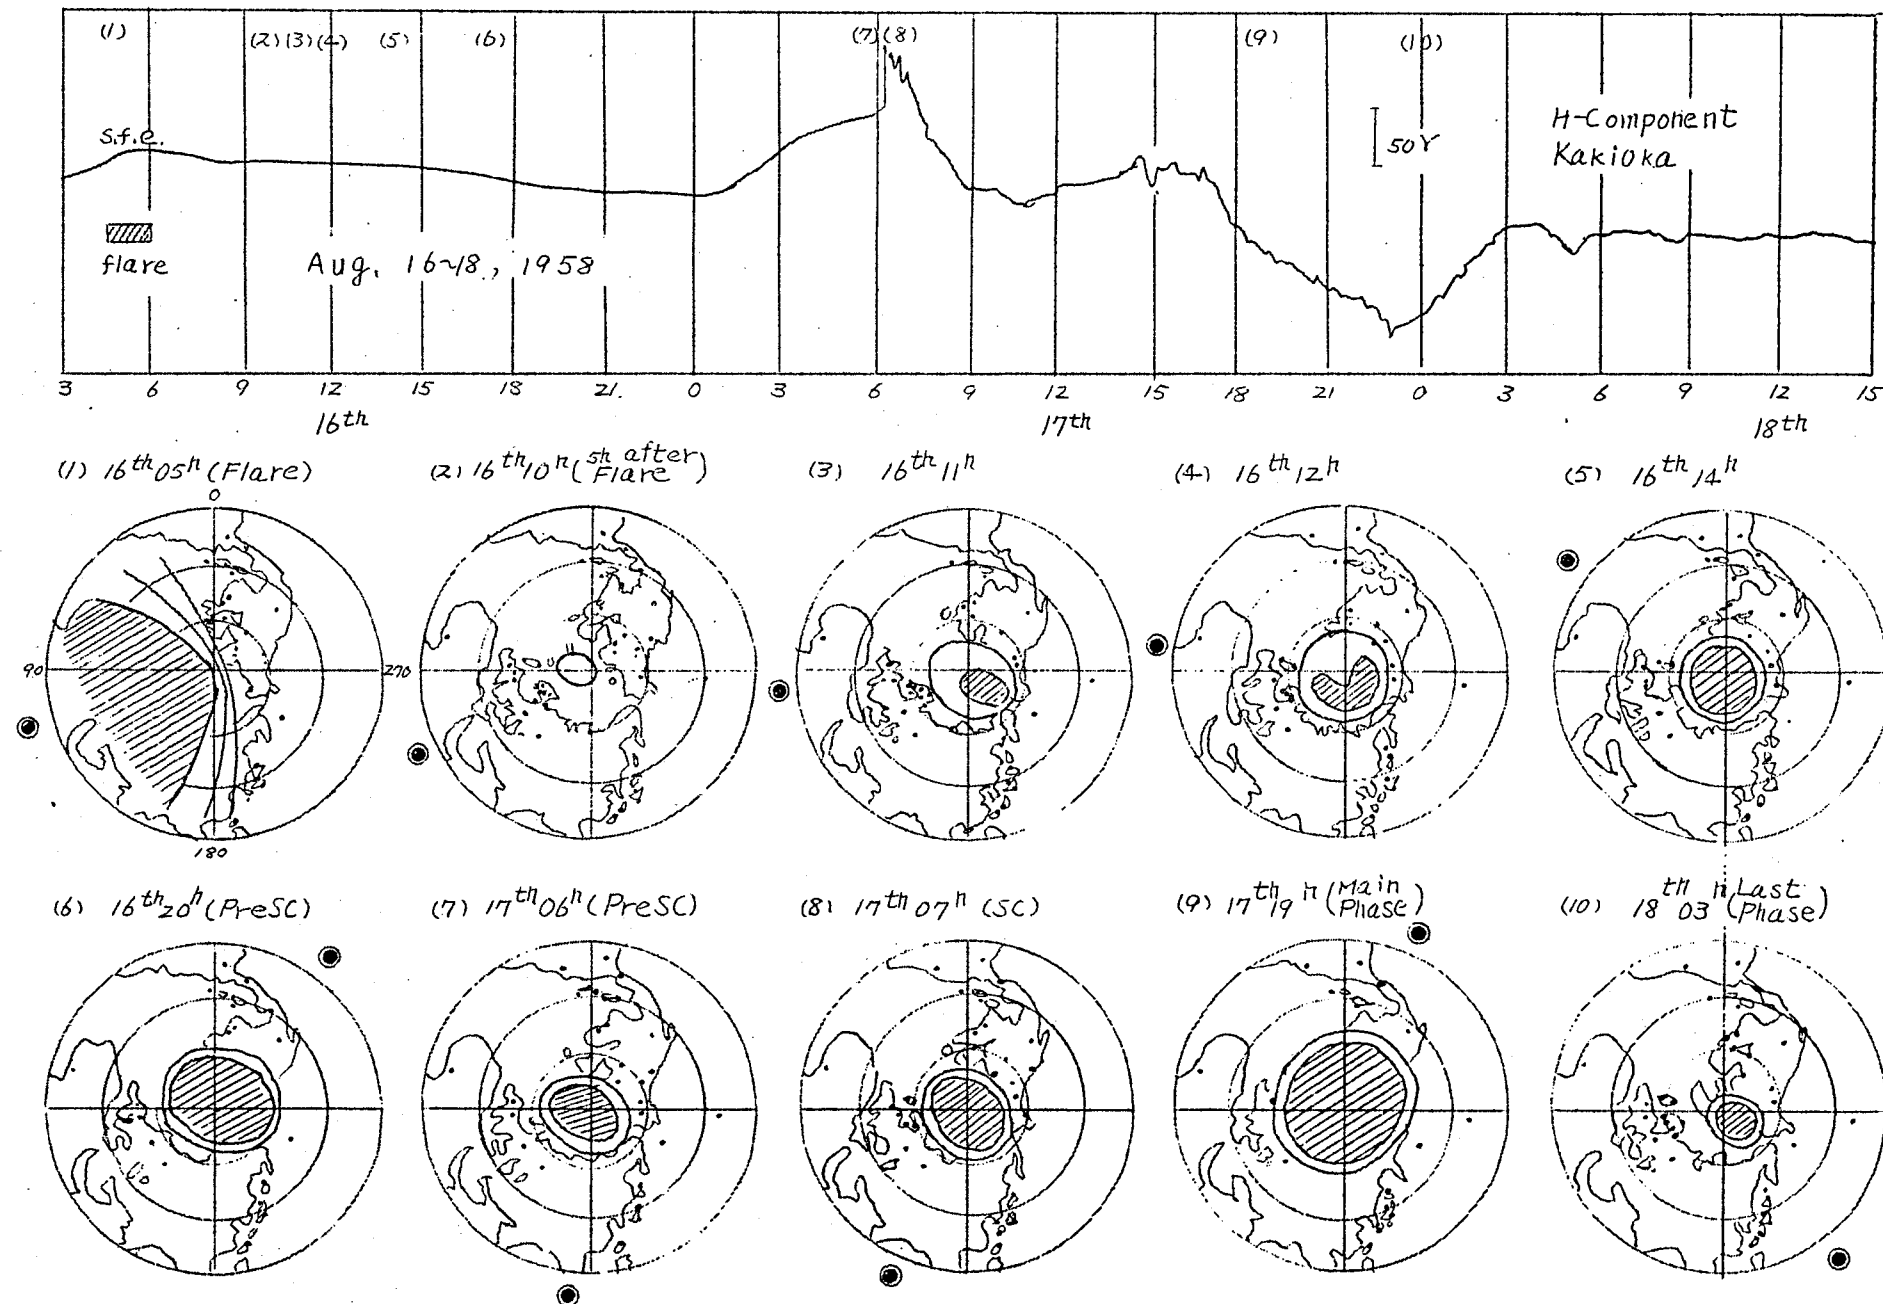 (1) (2) (3) (4) (5) (6) (7) (8) (9) (10)
s.f.e.
50γ
H-Component
Kakioka
flare
Aug. 16~18, 1958
3 6 9 12 15 18 21. 0 3 6 9 12 15 18 21 0 3 6 9 12 15
16th 17th 18th
(1) 16th 05h (Flare)
(2) 16th 10h (5h after Flare)
(3) 16th 11h
(4) 16th 12h
(5) 16th 14h
0
90
270
180
(6) 16th 20h (PreSC)
(7) 17th 06h (PreSC)
(8) 17th 07h (SC)
(9) 17th 19h (Main Phase)
(10) 18th 03h (Last Phase)